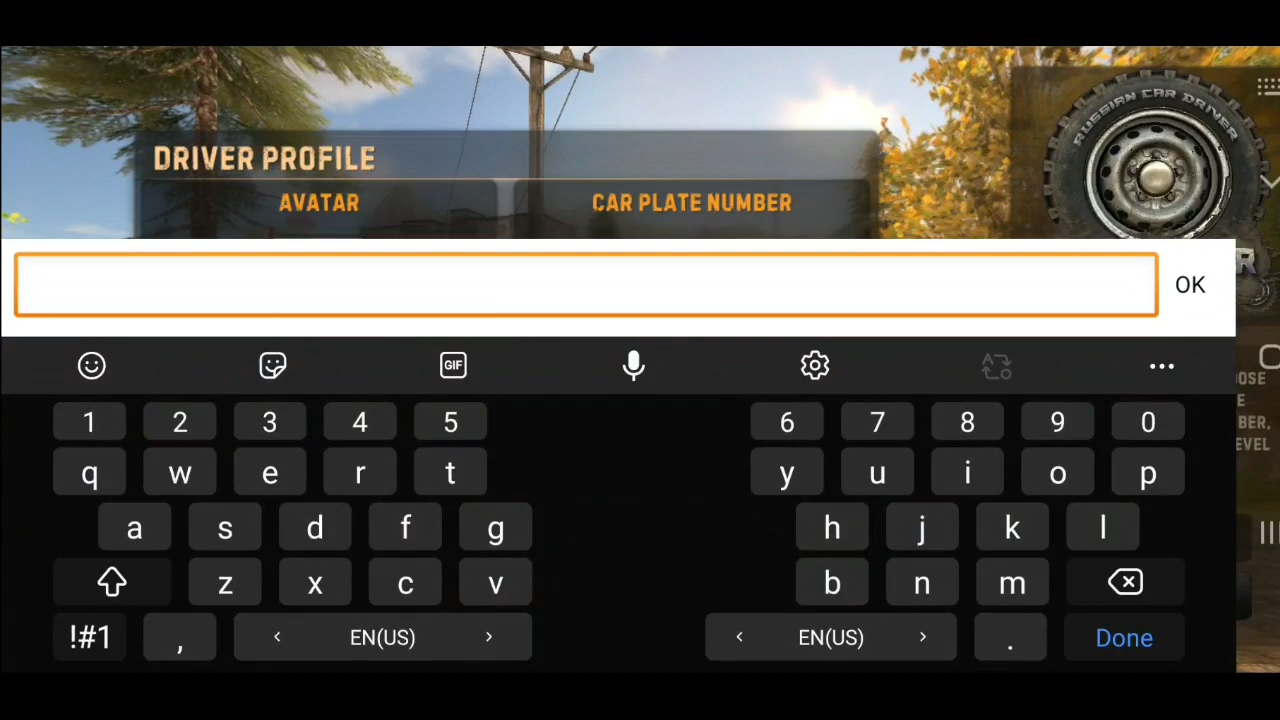 RUSSIAN CAR DRIVER
DRIVER PROFILE
AVATAR
CAR PLATE NUMBER
OK
GIF
1 2 3 4 5 6 7 8 9 0
q w e r t y u i o p
a s d f g h j k l
z x c v b n m
!#1 , < EN(US) > < EN(US) > . Done